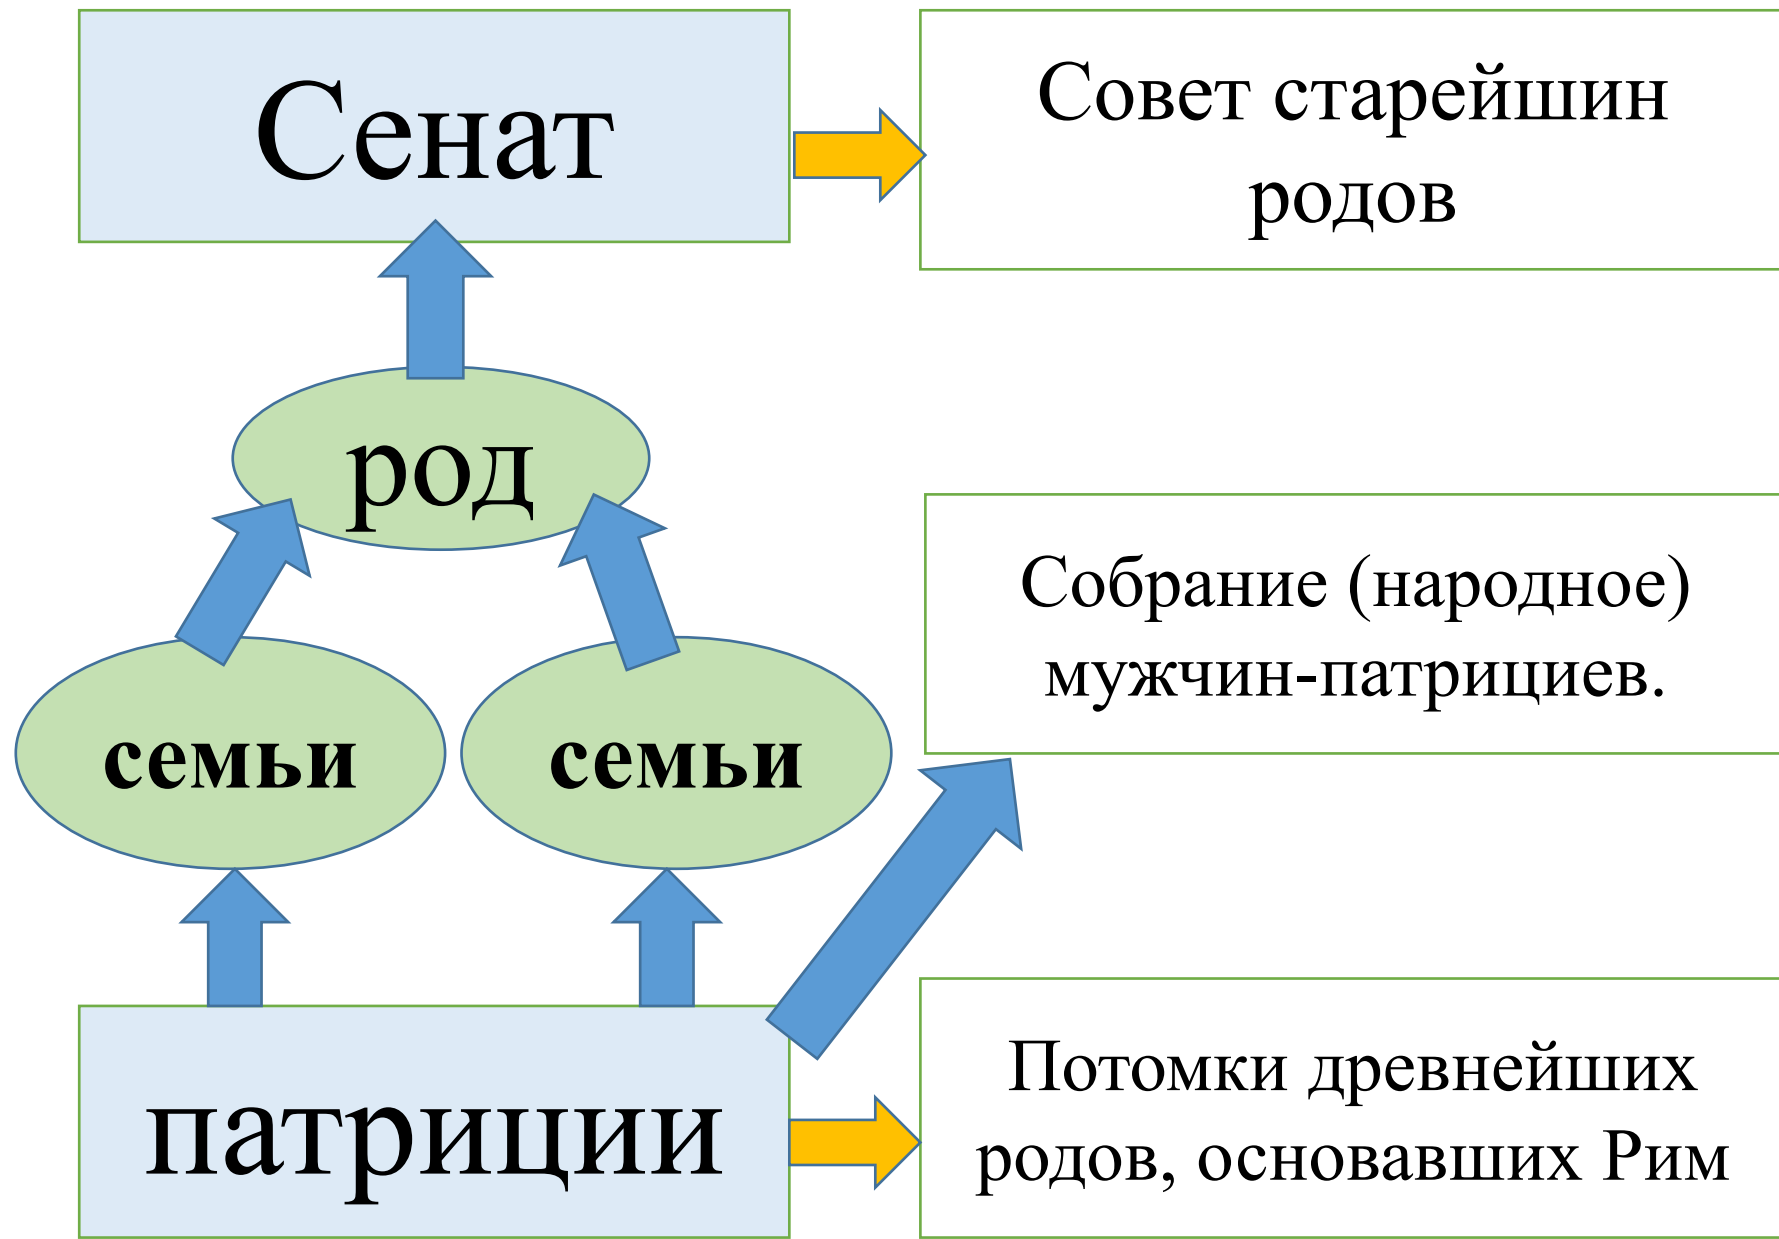 Сенат
Совет старейшин
родов
род
Собрание (народное)
мужчин-патрициев.
семьи
семьи
патриции
Потомки древнейших
родов, основавших Рим